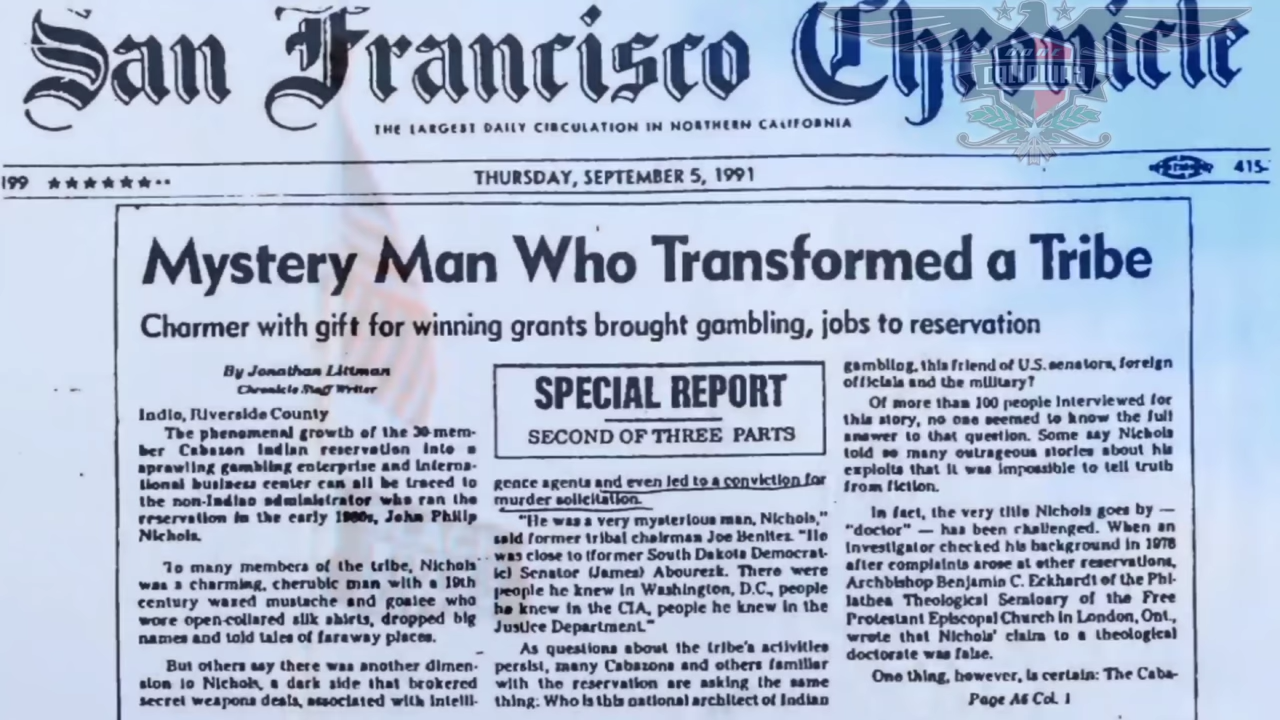 San Francisco Chronicle
THE LARGEST DAILY CIRCULATION IN NORTHERN CALIFORNIA
199 ★★★★★★
THURSDAY, SEPTEMBER 5, 1991
415-
Mystery Man Who Transformed a Tribe
Charmer with gift for winning grants brought gambling, jobs to reservation
By Jonathan Littman
Chronicle Staff Writer
Indio, Riverside County
The phenomenal growth of the 30-mem-
ber Cabazon Indian reservation into a
sprawling gambling enterprise and interna-
tional business center can all be traced to
the non-Indian administrator who ran the
reservation in the early 1980s, John Philip
Nichols.
To many members of the tribe, Nichols
was a charming, cherubic man with a 19th
century waxed mustache and goatee who
wore open-collared silk shirts, dropped big
names and told tales of faraway places.
But others say there was another dimen-
sion to Nichols, a dark side that brokered
secret weapons deals, associated with intelli-
SPECIAL REPORT
SECOND OF THREE PARTS
gence agents and even led to a conviction for
murder solicitation.
"He was a very mysterious man, Nichols,"
said former tribal chairman Joe Benitez. "He
was close to (former South Dakota Democrat-
ic) Senator (James) Abourezk. There were
people he knew in Washington, D.C., people
he knew in the CIA, people he knew in the
Justice Department."
As questions about the tribe's activities
persist, many Cabazons and others familiar
with the reservation are asking the same
thing: Who is this national architect of Indian
gambling, this friend of U.S. senators, foreign
officials and the military?
Of more than 100 people interviewed for
this story, no one seemed to know the full
answer to that question. Some say Nichols
told so many outrageous stories about his
exploits that it was impossible to tell truth
from fiction.
In fact, the very title Nichols goes by —
"doctor" — has been challenged. When an
investigator checked his background in 1978
after complaints arose at other reservations,
Archbishop Benjamin C. Eckhardt of the Phi-
lathea Theological Seminary of the Free
Protestant Episcopal Church in London, Ont.,
wrote that Nichols' claim to a theological
doctorate was false.
One thing, however, is certain: The Caba-
Page A6 Col. 1